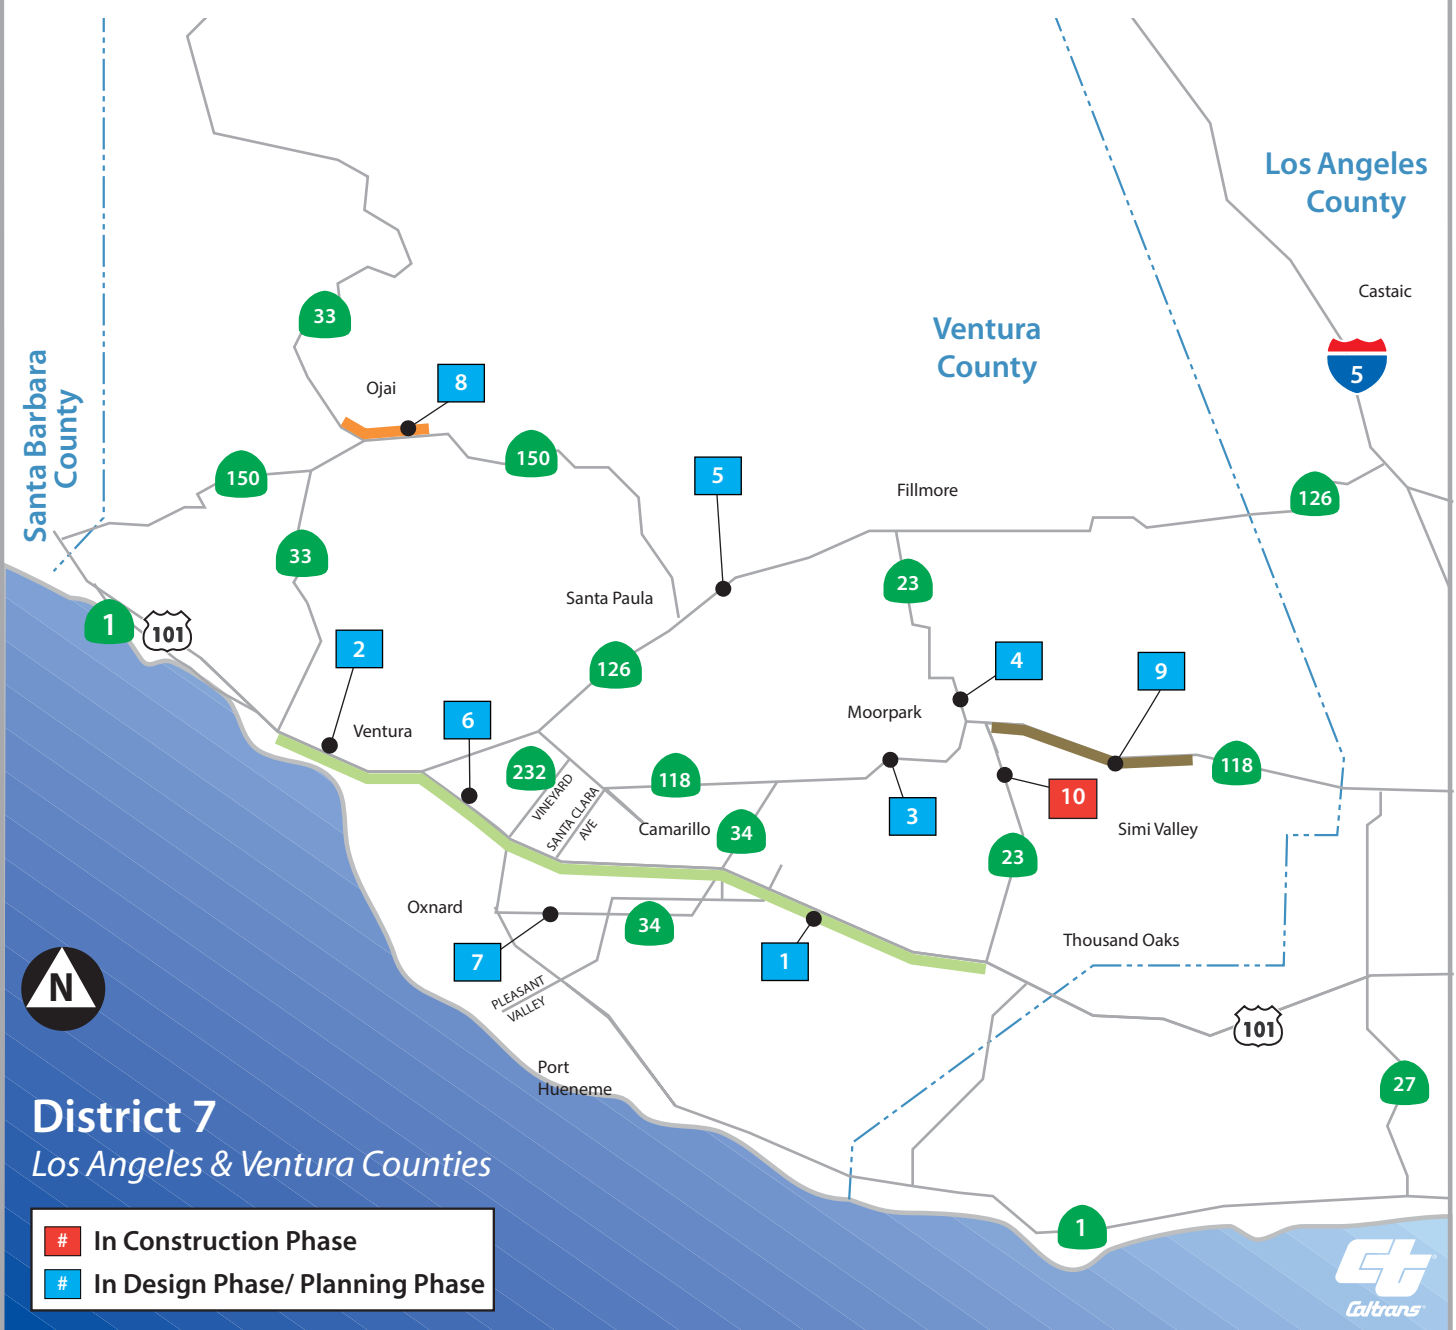 Los Angeles
County
Castaic
5
Ventura
County
Santa Barbara
County
33
Ojai
8
150
150
5
Fillmore
126
33
23
Santa Paula
1
101
2
126
4
9
Moorpark
6
Ventura
232
VINEYARD
SANTA CLARA
AVE
118
118
10
3
Camarillo
34
Simi Valley
23
Oxnard
34
7
1
Thousand Oaks
N
PLEASANT
VALLEY
101
Port
Hueneme
27
District 7
Los Angeles & Ventura Counties
1
# In Construction Phase
# In Design Phase/ Planning Phase
ct
Caltrans